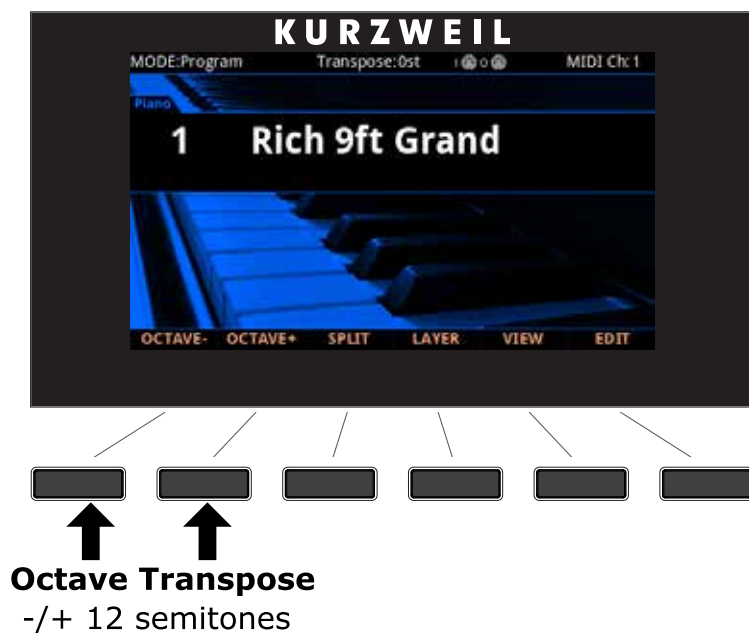 KURZWEIL
MODE:Program Transpose:0st I O MIDI Ch: 1
Piano
1 Rich 9ft Grand
OCTAVE- OCTAVE+ SPLIT LAYER VIEW EDIT
Octave Transpose
-/+ 12 semitones